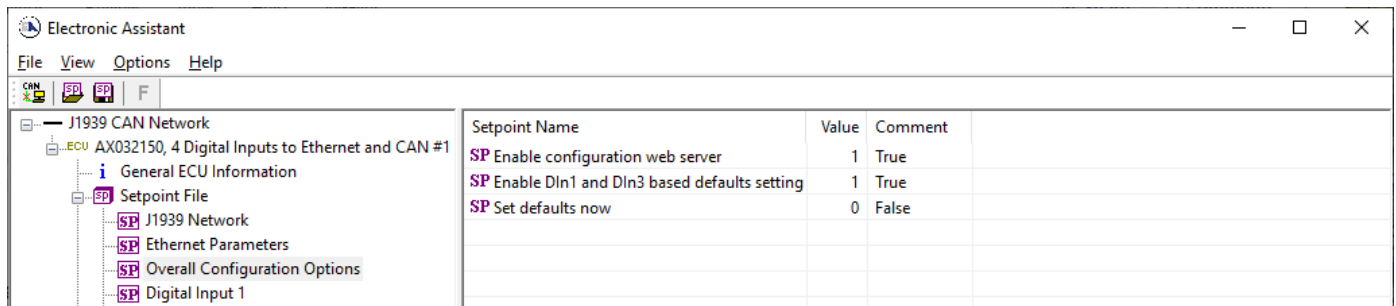 Electronic Assistant
File View Options Help
CAN SP SP F
J1939 CAN Network
ECU AX032150, 4 Digital Inputs to Ethernet and CAN #1
i General ECU Information
SP Setpoint File
SP J1939 Network
SP Ethernet Parameters
SP Overall Configuration Options
SP Digital Input 1
Setpoint Name Value Comment
SP Enable configuration web server 1 True
SP Enable DIn1 and DIn3 based defaults setting 1 True
SP Set defaults now 0 False